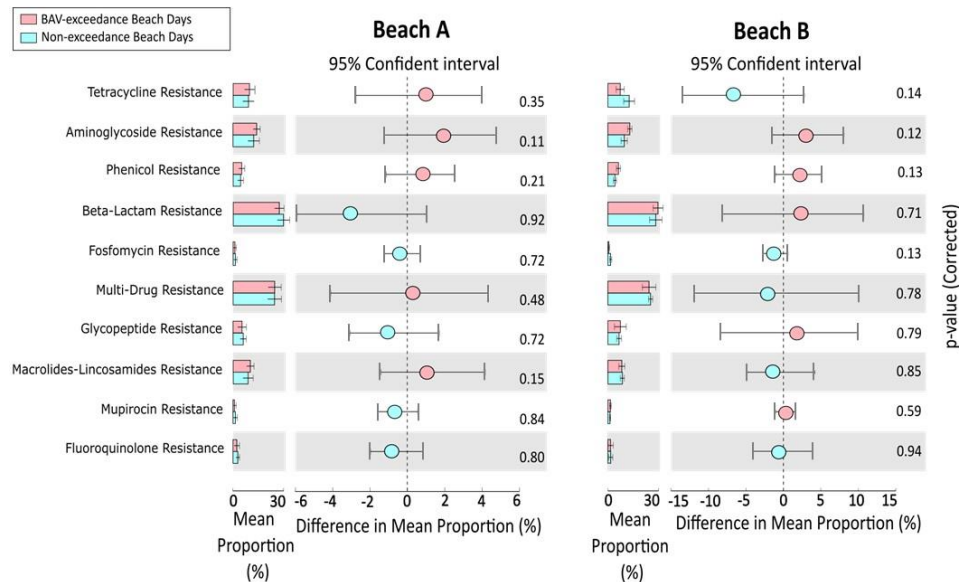 BAV-exceedance Beach Days
Non-exceedance Beach Days
Beach A
Beach B
95% Confident interval
95% Confident interval
Tetracycline Resistance
0.35
0.14
Aminoglycoside Resistance
0.11
0.12
Phenicol Resistance
0.21
0.13
Beta-Lactam Resistance
0.92
0.71
Fosfomycin Resistance
0.72
0.13
Multi-Drug Resistance
0.48
0.78
Glycopeptide Resistance
0.72
0.79
Macrolides-Lincosamides Resistance
0.15
0.85
Mupirocin Resistance
0.84
0.59
Fluoroquinolone Resistance
0.80
0.94
p-value (Corrected)
0 30 -6 -4 -2 0 2 4 6
0 30 -15 -10 -5 0 5 10 15
Mean
Proportion
(%)
Difference in Mean Proportion (%)
Mean
Proportion
(%)
Difference in Mean Proportion (%)